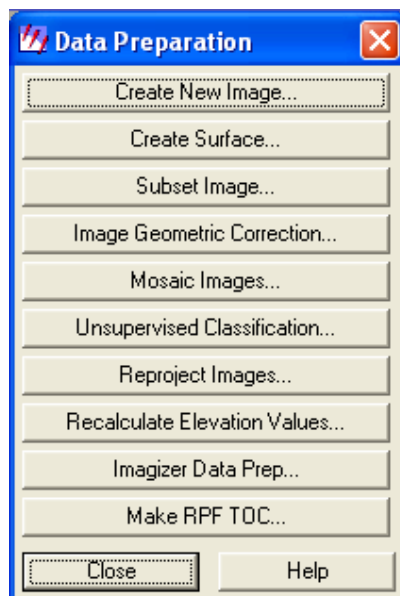 Data Preparation
Create New Image...
Create Surface...
Subset Image...
Image Geometric Correction...
Mosaic Images...
Unsupervised Classification...
Reproject Images...
Recalculate Elevation Values...
Imagizer Data Prep...
Make RPF TOC...
Close Help